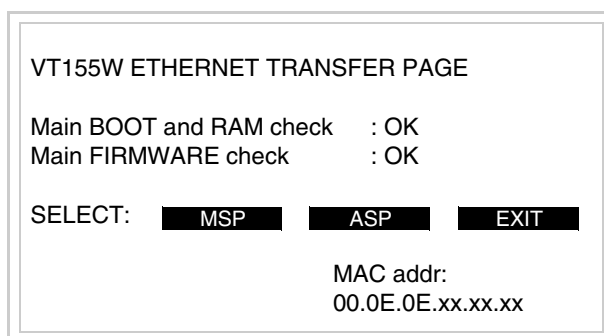 VT155W ETHERNET TRANSFER PAGE
Main BOOT and RAM check : OK
Main FIRMWARE check : OK
SELECT: MSP ASP EXIT
MAC addr:
00.0E.0E.xx.xx.xx